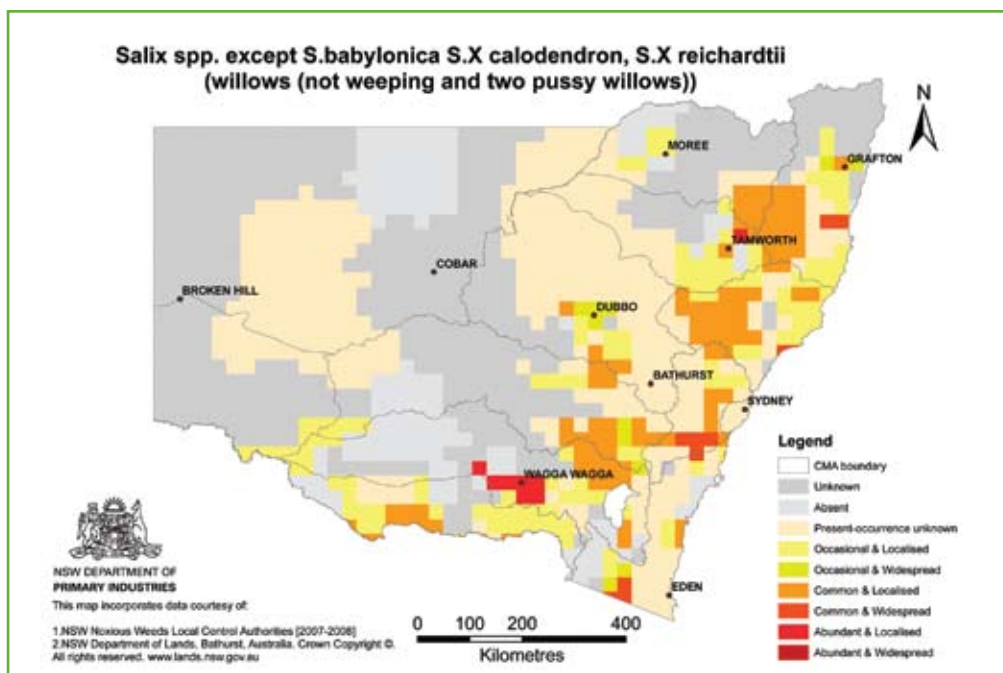 Salix spp. except S.babylonica S.X calodendron, S.X reichardtii
(willows (not weeping and two pussy willows))
N
MOREE
GRAFTON
TAMWORTH
COBAR
BROKEN HILL
DUBBO
BATHURST
SYDNEY
WAGGA WAGGA
EDEN
Legend
CMA boundary
Unknown
Absent
Present-occurrence unknown
Occasional & Localised
Occasional & Widespread
Common & Localised
Common & Widespread
Abundant & Localised
Abundant & Widespread
NSW DEPARTMENT OF
PRIMARY INDUSTRIES
This map incorporates data courtesy of:
1.NSW Noxious Weeds Local Control Authorities [2007-2008]
2.NSW Department of Lands, Bathurst, Australia. Crown Copyright ©.
All rights reserved. www.lands.nsw.gov.au
0 100 200 400
Kilometres